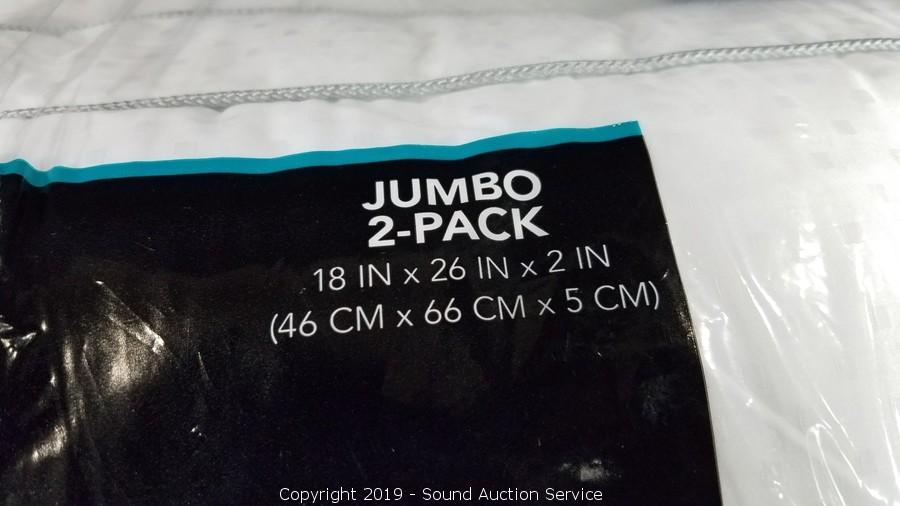 JUMBO
2-PACK
18 IN x 26 IN x 2 IN
(46 CM x 66 CM x 5 CM)
Copyright 2019 - Sound Auction Service